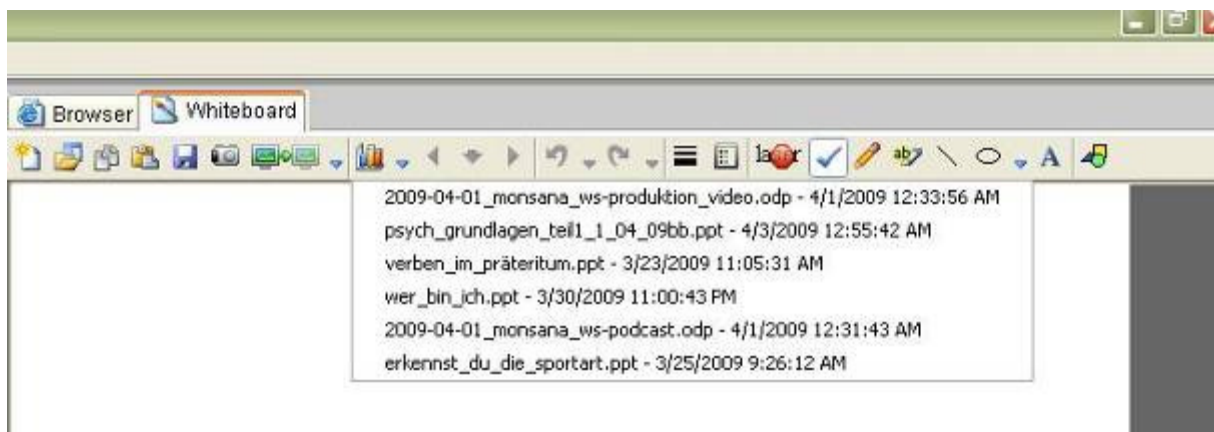 Browser Whiteboard
A
2009-04-01_monsana_ws-produktion_video.odp - 4/1/2009 12:33:56 AM
psych_grundlagen_teil1_1_04_09bb.ppt - 4/3/2009 12:55:42 AM
verben_im_präteritum.ppt - 3/23/2009 11:05:31 AM
wer_bin_ich.ppt - 3/30/2009 11:00:43 PM
2009-04-01_monsana_ws-podcast.odp - 4/1/2009 12:31:43 AM
erkennst_du_die_sportart.ppt - 3/25/2009 9:26:12 AM